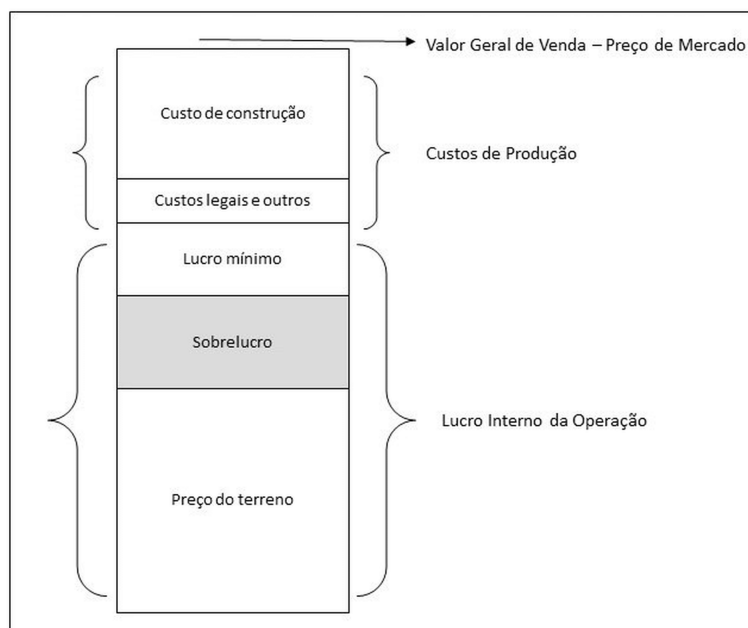 Valor Geral de Venda – Preço de Mercado
Custo de construção
Custos de Produção
Custos legais e outros
Lucro mínimo
Sobrelucro
Lucro Interno da Operação
Preço do terreno